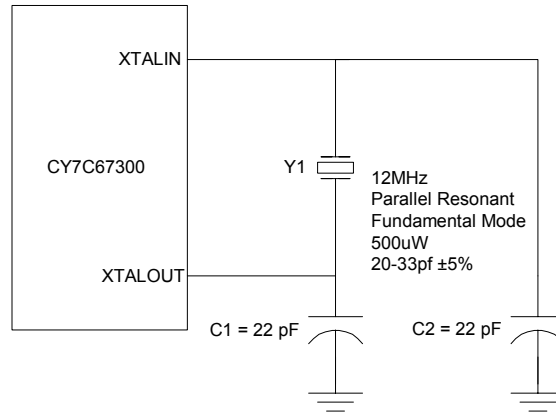 XTALIN
CY7C67300
Y1
12MHz
Parallel Resonant
Fundamental Mode
500uW
20-33pf ±5%
XTALOUT
C1 = 22 pF
C2 = 22 pF